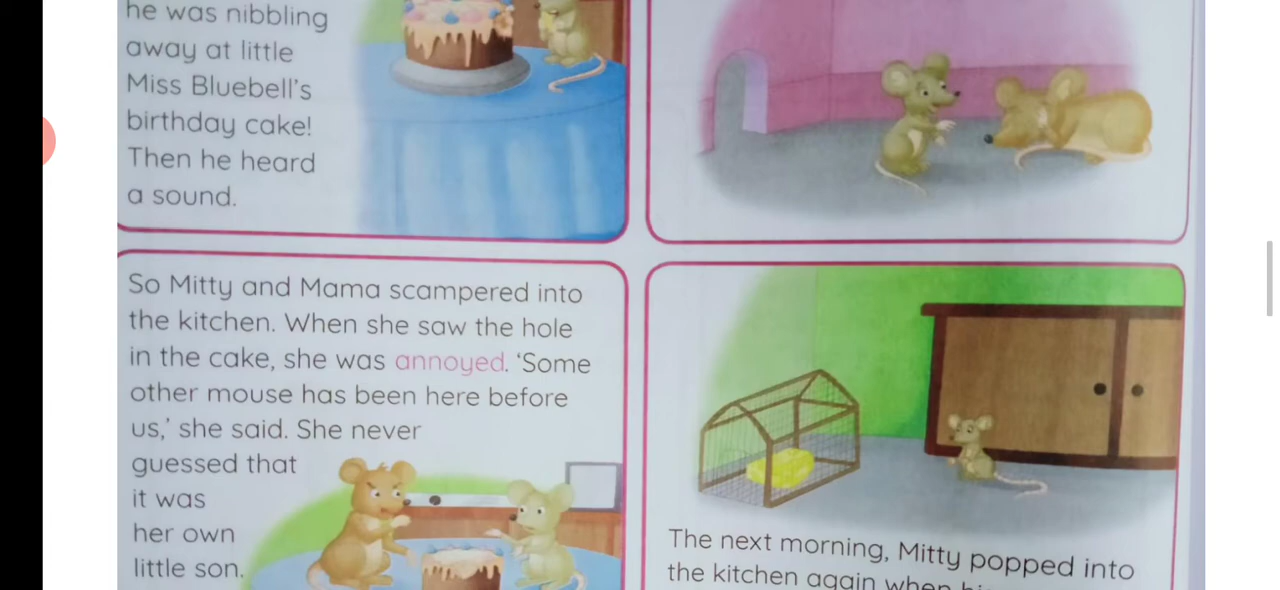 he was nibbling
away at little
Miss Bluebell's
birthday cake!
Then he heard
a sound.
So Mitty and Mama scampered into
the kitchen. When she saw the hole
in the cake, she was annoyed. ‘Some
other mouse has been here before
us,’ she said. She never
guessed that
it was
her own
little son.
The next morning, Mitty popped into
the kitchen again when